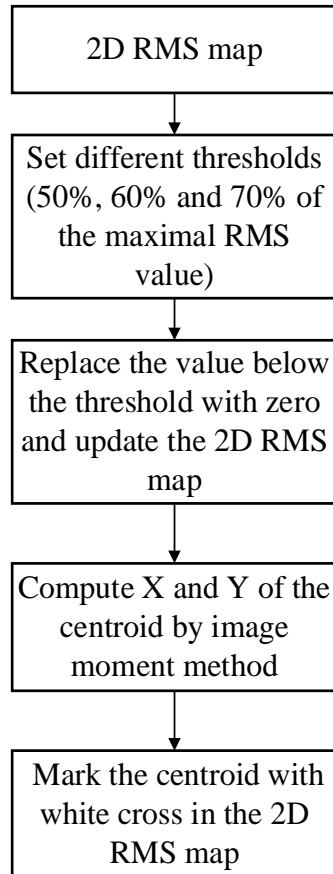 2D RMS map
Set different thresholds
(50%, 60% and 70% of
the maximal RMS
value)
Replace the value below
the threshold with zero
and update the 2D RMS
map
Compute X and Y of the
centroid by image
moment method
Mark the centroid with
white cross in the 2D
RMS map